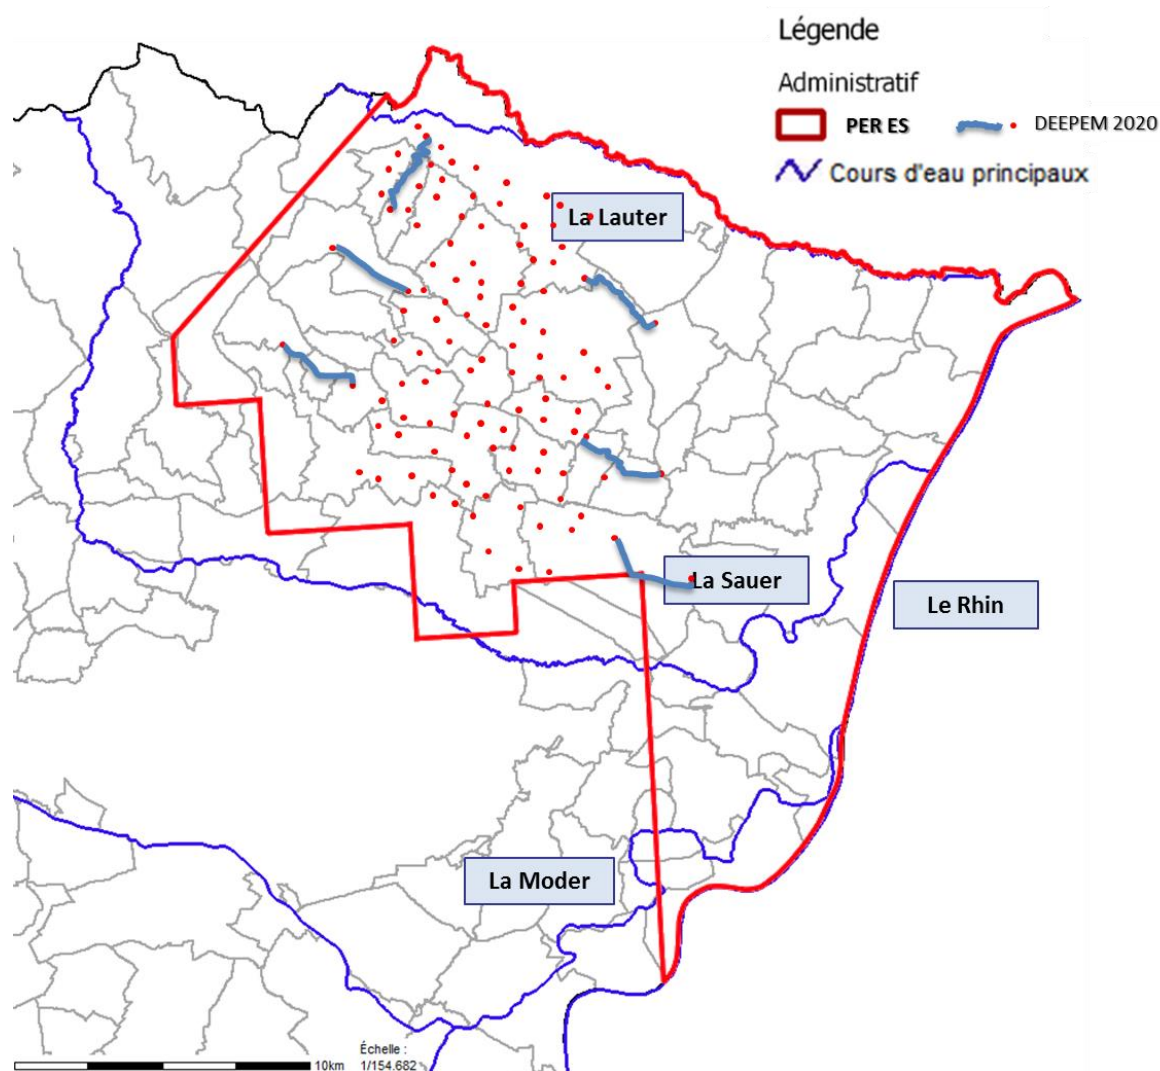 Légende
Administratif
PER ES
DEEPEM 2020
Cours d'eau principaux
La Lauter
La Sauer
Le Rhin
La Moder
Échelle :
10km
1/154.682